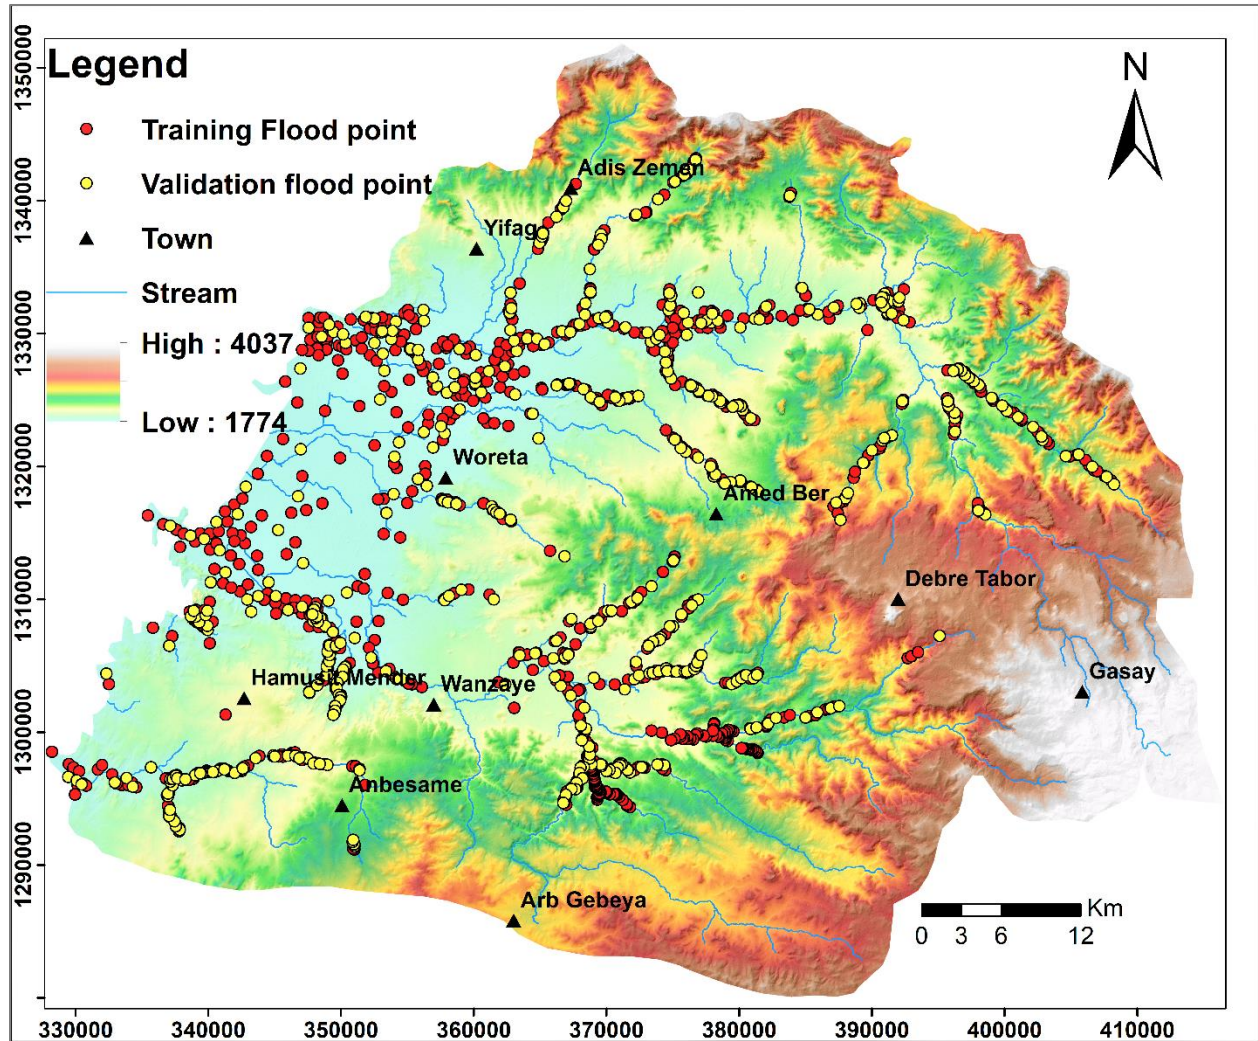 Legend
Training Flood point
Validation flood point
Town
Stream
High : 4037
Low : 1774
N
Adis Zemen
Yifag
Woreta
Amed Ber
Debre Tabor
Gasay
Hamusit Mender
Wanzaye
Anbesame
Arb Gebeya
Km
0 3 6 12
1350000
1340000
1330000
1320000
1310000
1300000
1290000
330000 340000 350000 360000 370000 380000 390000 400000 410000